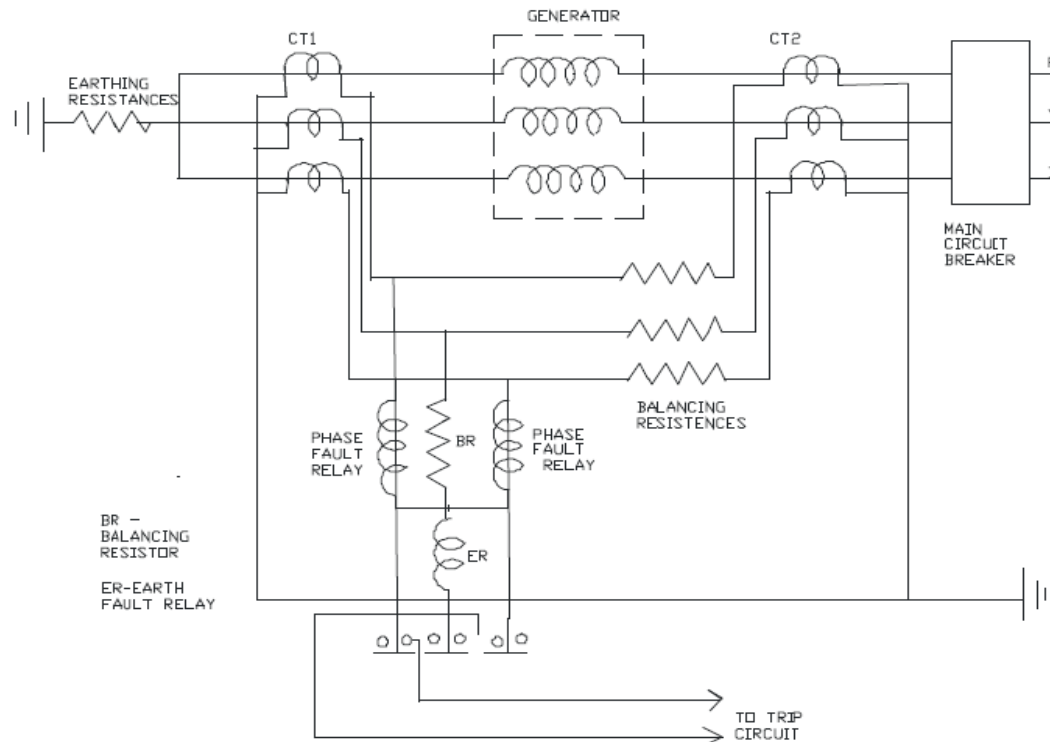 GENERATOR
CT1
CT2
EARTHING
RESISTANCES
MAIN
CIRCUIT
BREAKER
BALANCING
RESISTENCES
PHASE
FAULT
RELAY
BR
PHASE
FAULT
RELAY
BR -
BALANCING
RESISTOR
ER
ER-EARTH
FAULT RELAY
TO TRIP
CIRCUIT